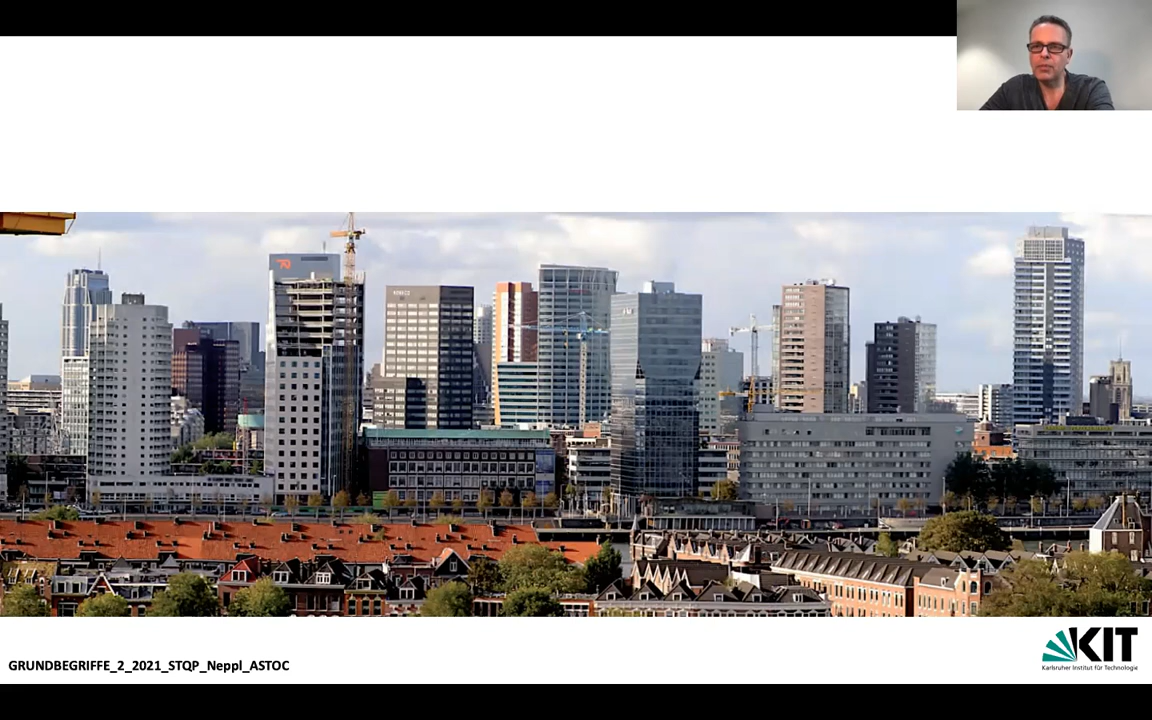 GRUNDBEGRIFFE_2_2021_STQP_Neppl_ASTOC
KIT
Karlsruher Institut für Technologie